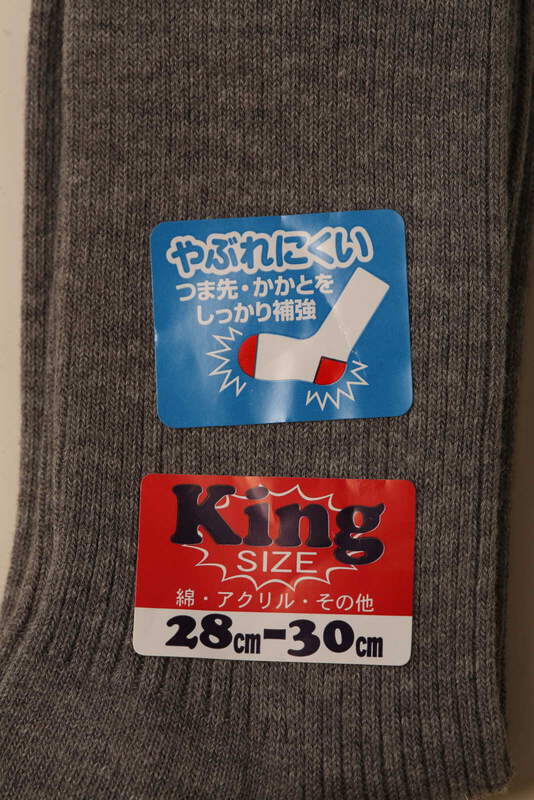 やぶれにくい
つま先・かかとを
しっかり補強
King
SIZE
綿・アクリル・その他
28cm-30cm